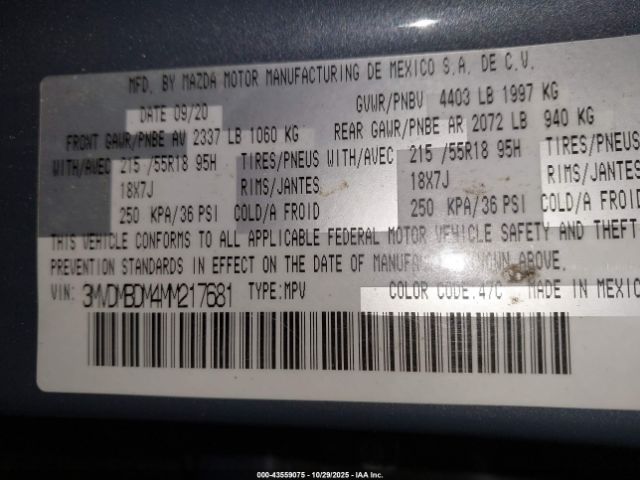 MFD. BY MAZDA MOTOR MANUFACTURING DE MEXICO S.A. DE C.V.
DATE 09/20 GVWR/PNBV 4403 LB 1997 KG
FRONT GAWR/PNBE AV 2337 LB 1060 KG REAR GAWR/PNBE AR 2072 LB 940 KG
WITH/AVEC 215 /55R18 95H TIRES/PNEUS WITH/AVEC 215 /55R18 95H TIRES/PNEUS
18X7J RIMS/JANTES 18X7J RIMS/JANTES
250 KPA/36 PSI COLD/A FROID 250 KPA/36 PSI COLD/A FROID
THIS VEHICLE CONFORMS TO ALL APPLICABLE FEDERAL MOTOR VEHICLE SAFETY AND THEFT
PREVENTION STANDARDS IN EFFECT ON THE DATE OF ABOVE.
VIN: 3MVDMBDM4MM217681 TYPE:MPV COLOR CODE:47C MADE IN MEXICO
000-43559075 - 10/29/2025 - IAA Inc.